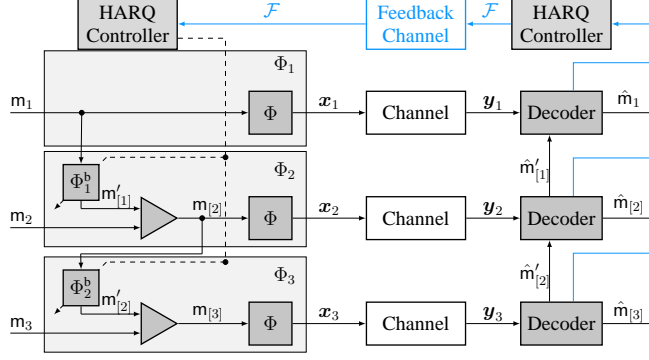 HARQ Controller
ℱ
Feedback Channel
ℱ
HARQ Controller
Φ₁
m₁
Φ
𝒙₁
Channel
𝒚₁
Decoder
m̂₁
Φ₂
Φ₁ᵇ
m′[1]
m₂
m[2]
Φ
𝒙₂
Channel
𝒚₂
m̂′[1]
Decoder
m̂[2]
Φ₃
Φ₂ᵇ
m′[2]
m₃
m[3]
Φ
𝒙₃
Channel
𝒚₃
m̂′[2]
Decoder
m̂[3]